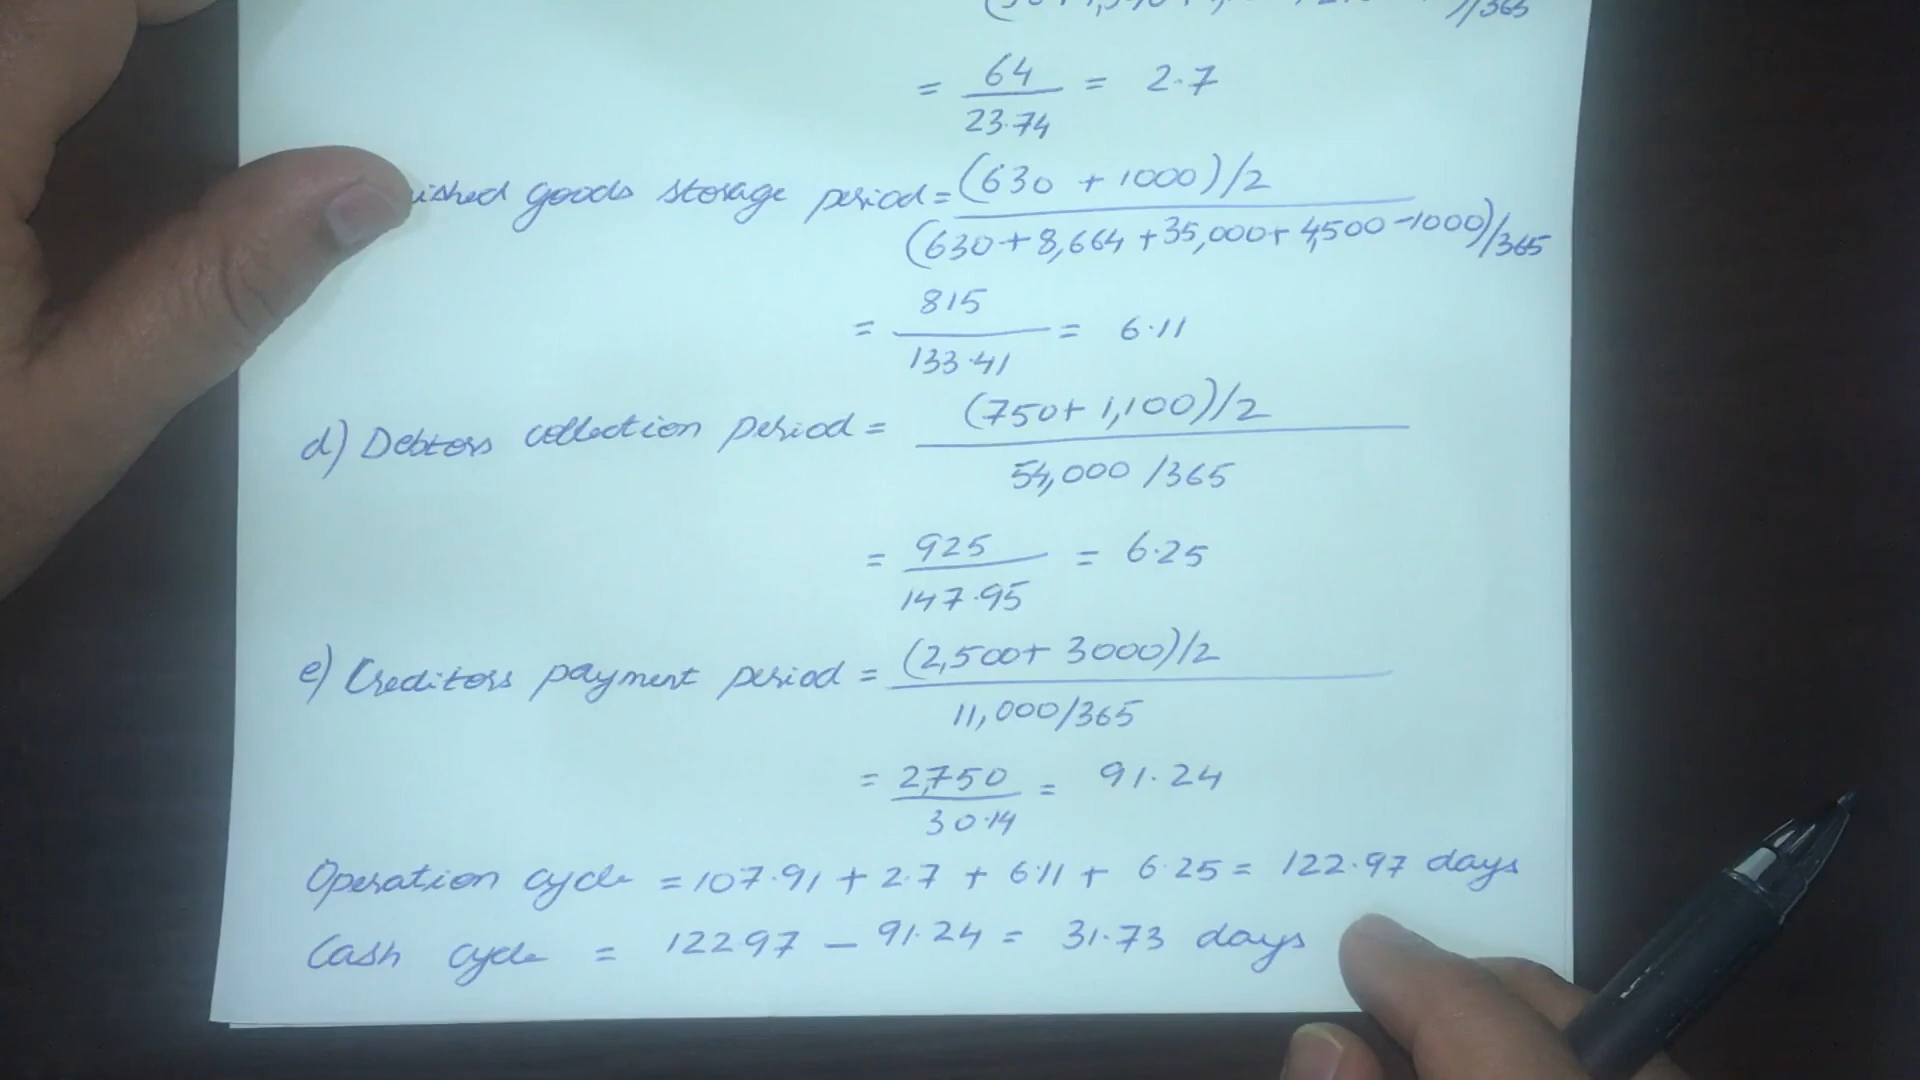 = 64 / 23.74 = 2.7
goods storage period = (630 + 1000)/2
(630 + 8,664 + 35,000 + 4,500 - 1000)/365
= 815 / 133.41 = 6.11
d) Debtors collection period = (750 + 1,100)/2
54,000 / 365
= 925 / 147.95 = 6.25
e) Creditors payment period = (2,500 + 3000)/2
11,000/365
= 2,750 / 30.14 = 91.24
Operation cycle = 107.91 + 2.7 + 6.11 + 6.25 = 122.97 days
Cash cycle = 122.97 - 91.24 = 31.73 days